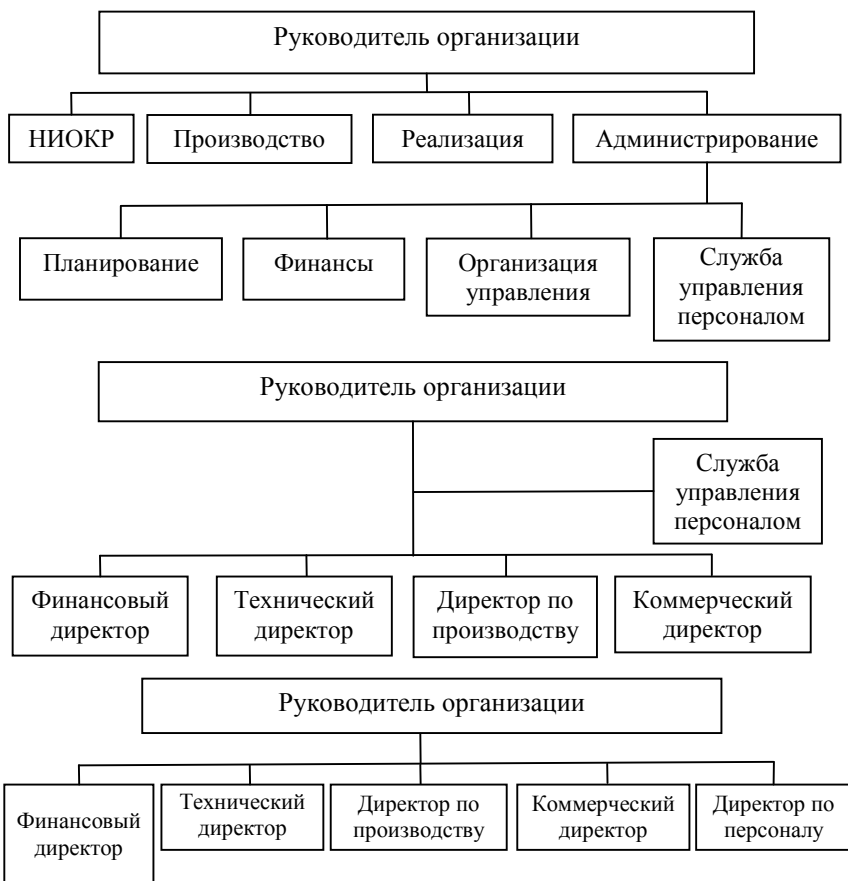 Руководитель организации
НИОКР
Производство
Реализация
Администрирование
Планирование
Финансы
Организация
управления
Служба
управления
персоналом
Руководитель организации
Служба
управления
персоналом
Финансовый
директор
Технический
директор
Директор по
производству
Коммерческий
директор
Руководитель организации
Финансовый
директор
Технический
директор
Директор по
производству
Коммерческий
директор
Директор по
персоналу